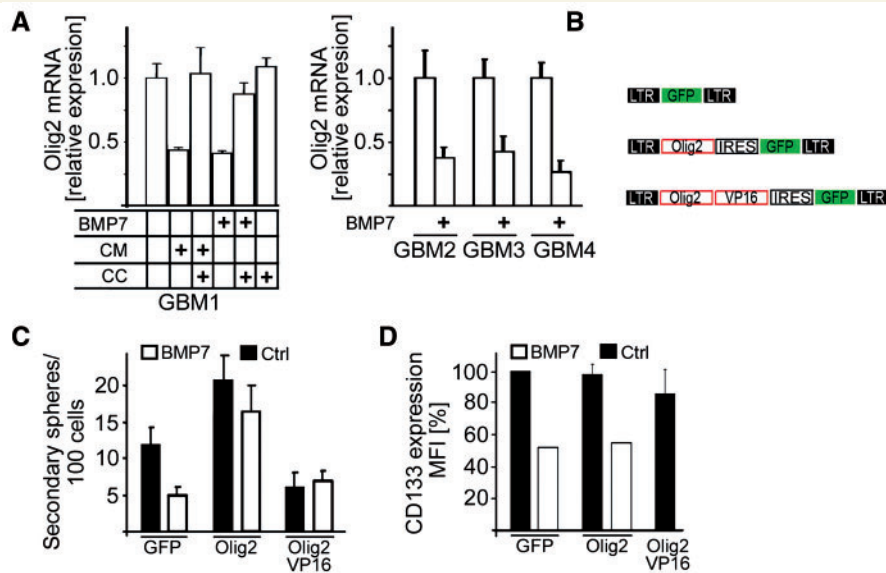 A
Olig2 mRNA
[relative expression]
1.0
0.5
BMP7 + +
CM + +
CC + + +
GBM1
Olig2 mRNA
[relative expression]
1.0
0.5
BMP7 + + +
GBM2 GBM3 GBM4
B
LTR GFP LTR
LTR Olig2 IRES GFP LTR
LTR Olig2 VP16 IRES GFP LTR
C
BMP7 Ctrl
Secondary spheres/
100 cells
20
15
10
5
GFP Olig2 Olig2
VP16
D
BMP7 Ctrl
CD133 expression
MFI [%]
100
80
60
40
20
GFP Olig2 Olig2
VP16